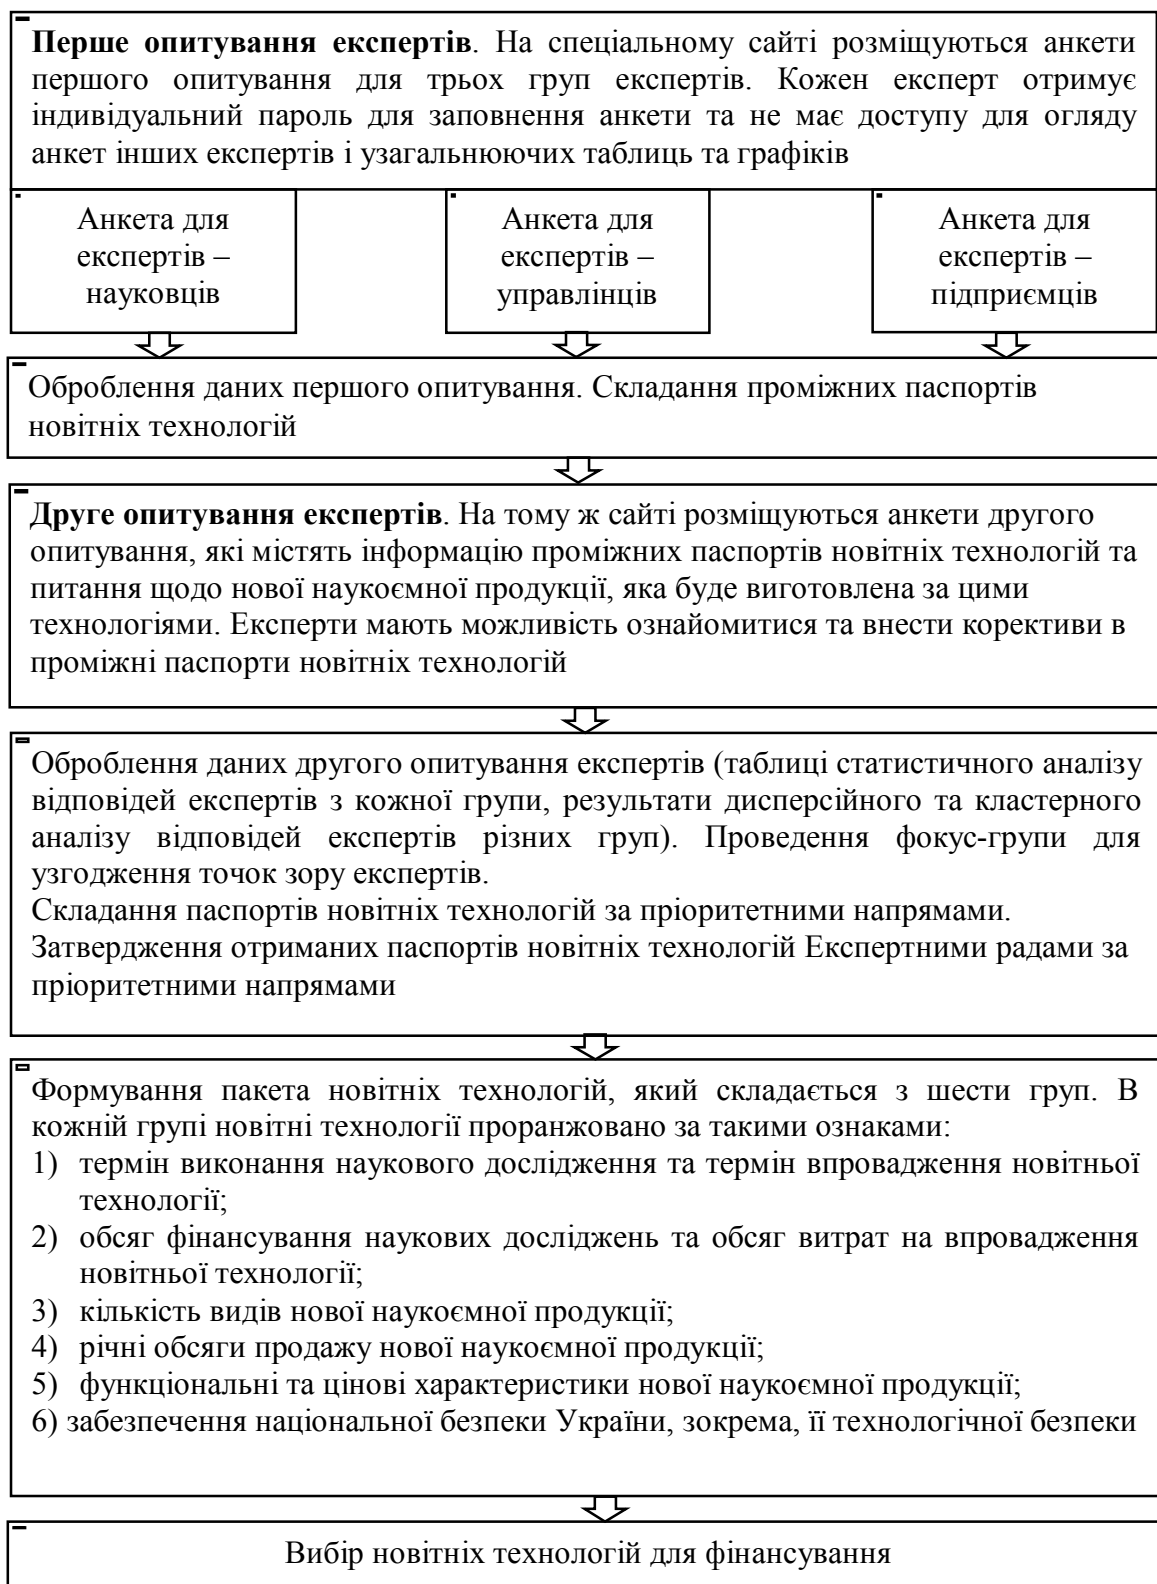 Перше опитування експертів. На спеціальному сайті розміщуються анкети
першого опитування для трьох груп експертів. Кожен експерт отримує
індивідуальний пароль для заповнення анкети та не має доступу для огляду
анкет інших експертів і узагальнюючих таблиць та графіків
Анкета для
експертів –
науковців
Анкета для
експертів –
управлінців
Анкета для
експертів –
підприємців
Оброблення даних першого опитування. Складання проміжних паспортів
новітніх технологій
Друге опитування експертів. На тому ж сайті розміщуються анкети другого
опитування, які містять інформацію проміжних паспортів новітніх технологій та
питання щодо нової наукоємної продукції, яка буде виготовлена за цими
технологіями. Експерти мають можливість ознайомитися та внести корективи в
проміжні паспорти новітніх технологій
Оброблення даних другого опитування експертів (таблиці статистичного аналізу
відповідей експертів з кожної групи, результати дисперсійного та кластерного
аналізу відповідей експертів різних груп). Проведення фокус-групи для
узгодження точок зору експертів.
Складання паспортів новітніх технологій за пріоритетними напрямами.
Затвердження отриманих паспортів новітніх технологій Експертними радами за
пріоритетними напрямами
Формування пакета новітніх технологій, який складається з шести груп. В
кожній групі новітні технології проранжовано за такими ознаками:
1) термін виконання наукового дослідження та термін впровадження новітньої
технології;
2) обсяг фінансування наукових досліджень та обсяг витрат на впровадження
новітньої технології;
3) кількість видів нової наукоємної продукції;
4) річні обсяги продажу нової наукоємної продукції;
5) функціональні та цінові характеристики нової наукоємної продукції;
6) забезпечення національної безпеки України, зокрема, її технологічної безпеки
Вибір новітніх технологій для фінансування